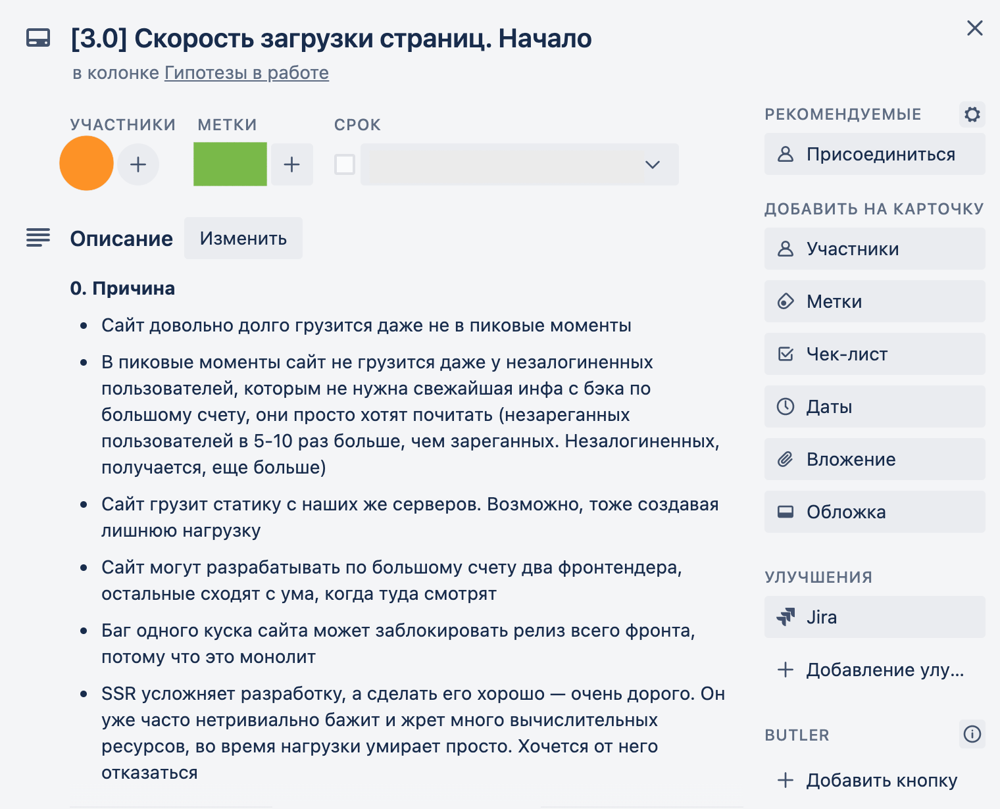 [3.0] Скорость загрузки страниц. Начало
в колонке Гипотезы в работе
УЧАСТНИКИ
МЕТКИ
СРОК
Описание
Изменить
0. Причина
• Сайт довольно долго грузится даже не в пиковые моменты
• В пиковые моменты сайт не грузится даже у незалогиненных
пользователей, которым не нужна свежайшая инфа с бэка по
большому счету, они просто хотят почитать (незареганных
пользователей в 5-10 раз больше, чем зареганных. Незалогиненных,
получается, еще больше)
• Сайт грузит статику с наших же серверов. Возможно, тоже создавая
лишнюю нагрузку
• Сайт могут разрабатывать по большому счету два фронтендера,
остальные сходят с ума, когда туда смотрят
• Баг одного куска сайта может заблокировать релиз всего фронта,
потому что это монолит
• SSR усложняет разработку, а сделать его хорошо — очень дорого. Он
уже часто нетривиально бажит и жрет много вычислительных
ресурсов, во время нагрузки умирает просто. Хочется от него
отказаться
РЕКОМЕНДУЕМЫЕ
Присоединиться
ДОБАВИТЬ НА КАРТОЧКУ
Участники
Метки
Чек-лист
Даты
Вложение
Обложка
УЛУЧШЕНИЯ
Jira
+ Добавление улу...
BUTLER
+ Добавить кнопку